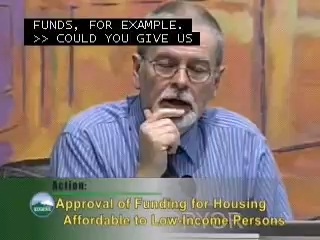 FUNDS, FOR EXAMPLE.
>> COULD YOU GIVE US
Action:
Approval of Funding for Housing
Affordable to Low-Income Persons